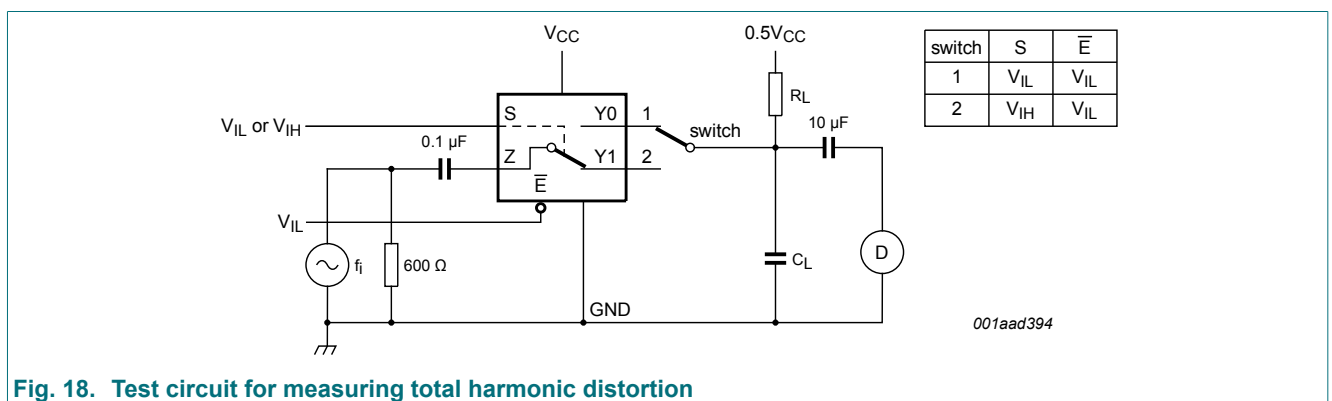 V_CC 0.5V_CC
switch S E̅
1 V_IL V_IL
2 V_IH V_IL
R_L
S Y0 1
V_IL or V_IH
switch
10 µF
0.1 µF
Z Y1 2
E̅
V_IL
f_i 600 Ω
C_L D
GND
001aad394
Fig. 18. Test circuit for measuring total harmonic distortion